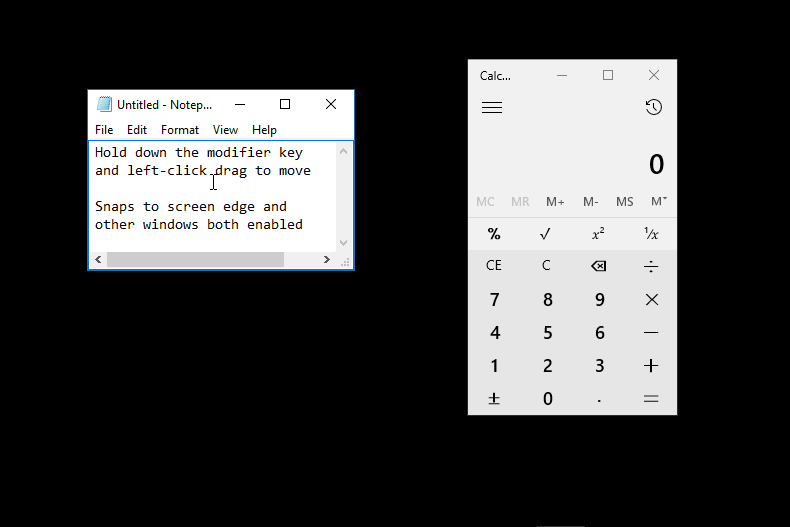 Untitled - Notep...
File Edit Format View Help
Hold down the modifier key
and left-click drag to move
Snaps to screen edge and
other windows both enabled
Calc...
0
MC MR M+ M- MS M˅
% √ x² ¹/x
CE C ÷
7 8 9 ×
4 5 6 −
1 2 3 +
± 0 . =